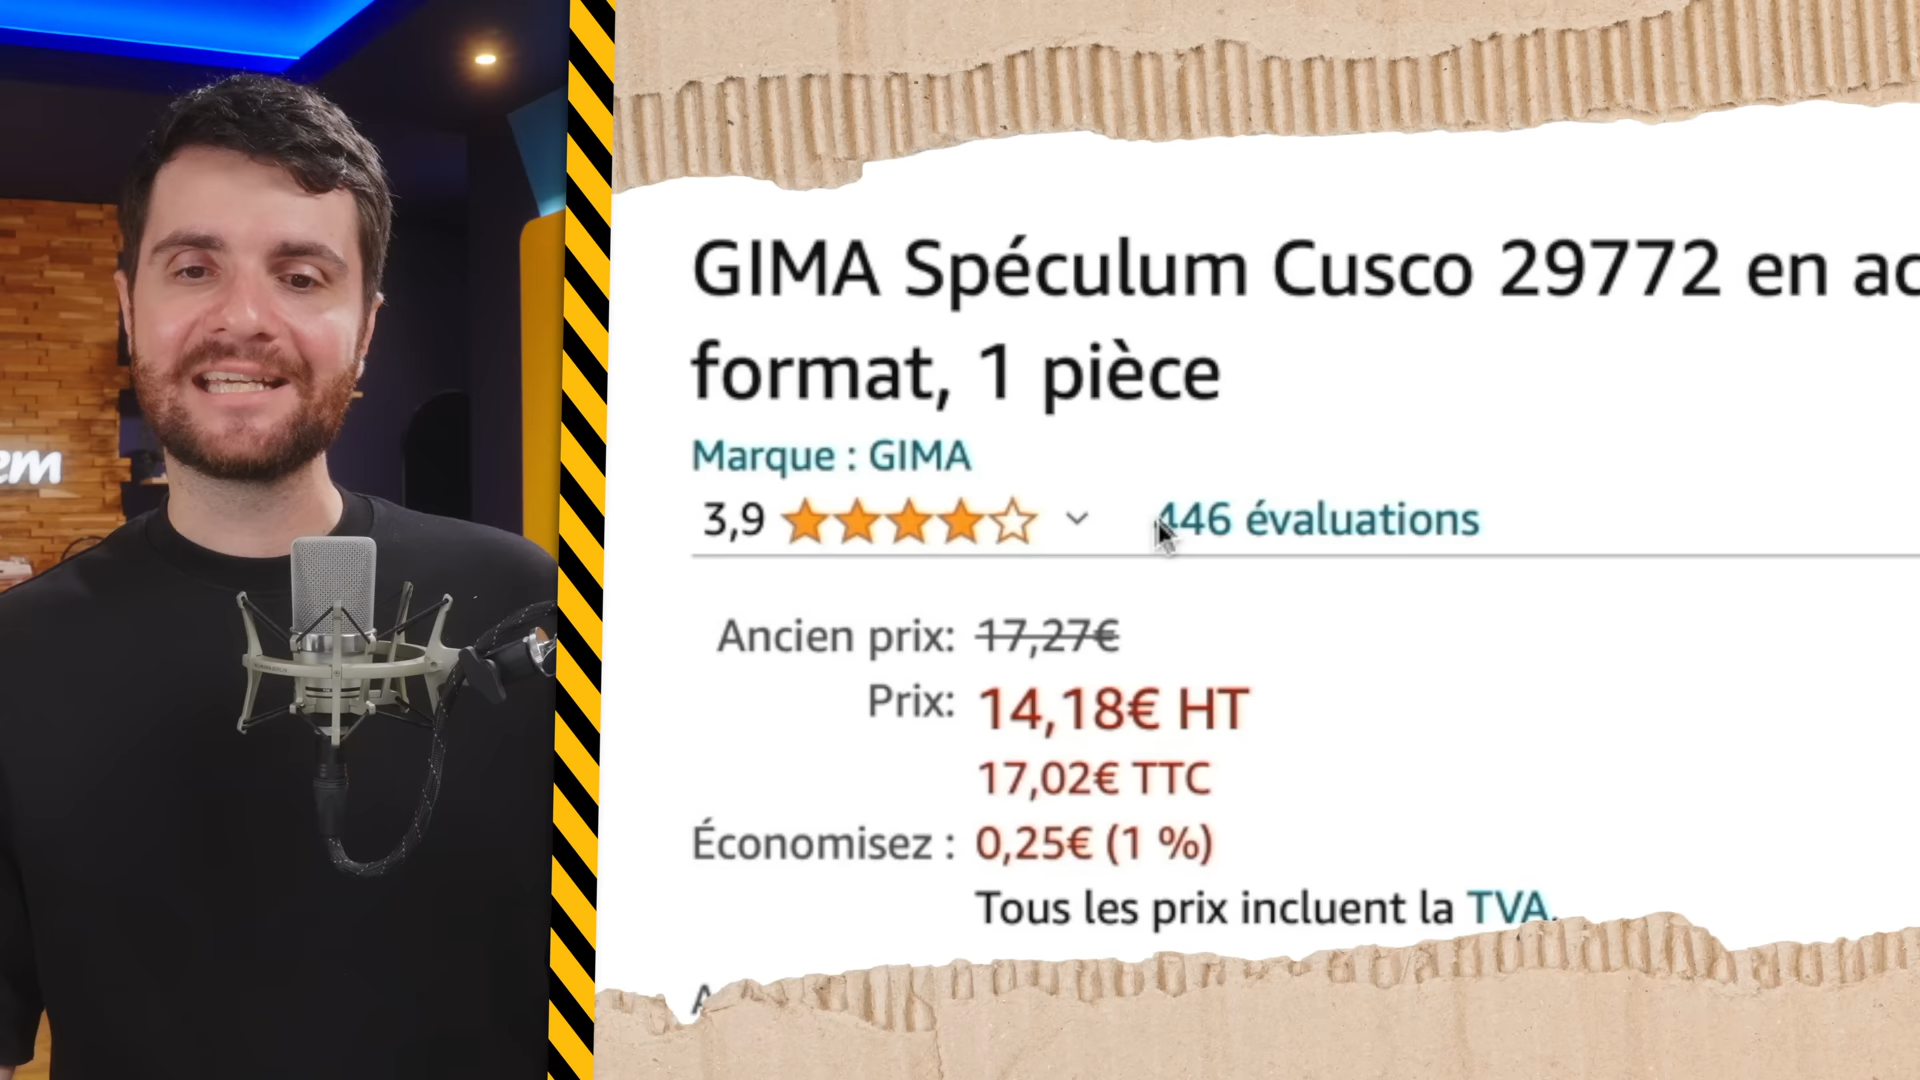 em
GIMA Spéculum Cusco 29772 en ac
format, 1 pièce
Marque : GIMA
3,9
446 évaluations
Ancien prix: 17,27€
Prix: 14,18€ HT
17,02€ TTC
Économisez : 0,25€ (1 %)
Tous les prix incluent la TVA.